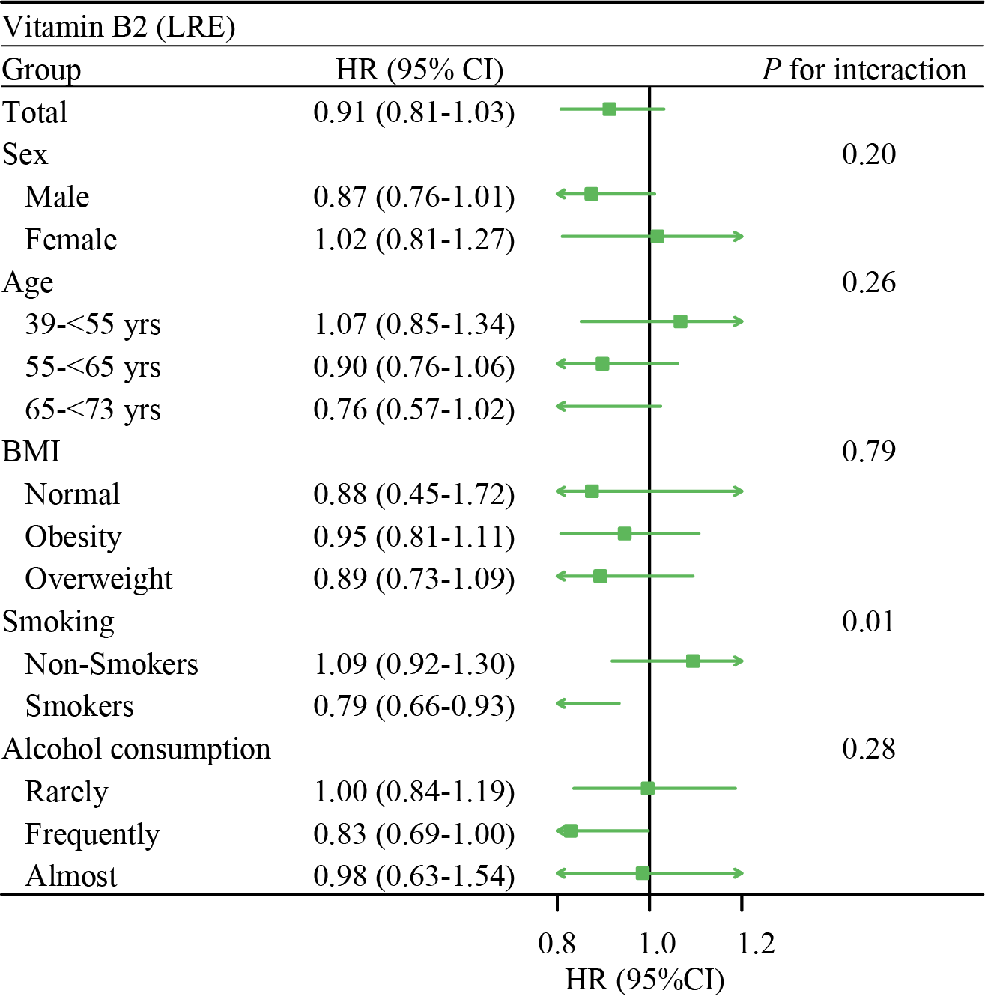 Vitamin B2 (LRE)
Group HR (95% CI) P for interaction
Total 0.91 (0.81-1.03)
Sex 0.20
Male 0.87 (0.76-1.01)
Female 1.02 (0.81-1.27)
Age 0.26
39-<55 yrs 1.07 (0.85-1.34)
55-<65 yrs 0.90 (0.76-1.06)
65-<73 yrs 0.76 (0.57-1.02)
BMI 0.79
Normal 0.88 (0.45-1.72)
Obesity 0.95 (0.81-1.11)
Overweight 0.89 (0.73-1.09)
Smoking 0.01
Non-Smokers 1.09 (0.92-1.30)
Smokers 0.79 (0.66-0.93)
Alcohol consumption 0.28
Rarely 1.00 (0.84-1.19)
Frequently 0.83 (0.69-1.00)
Almost 0.98 (0.63-1.54)
0.8 1.0 1.2
HR (95%CI)